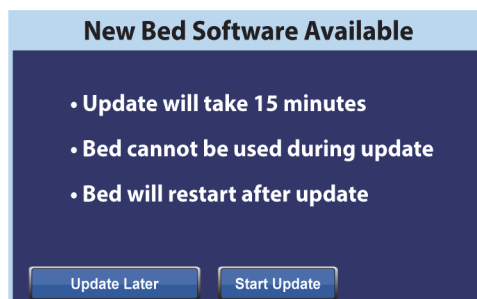 New Bed Software Available
• Update will take 15 minutes
• Bed cannot be used during update
• Bed will restart after update
Update Later
Start Update